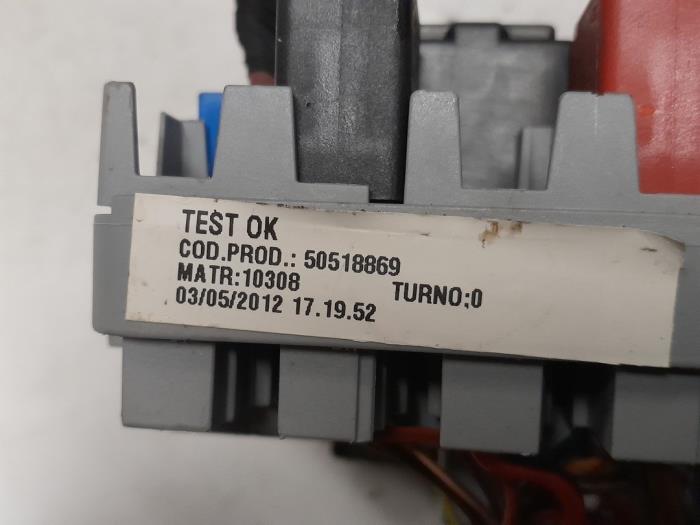 TEST OK
COD.PROD.: 50518869
MATR:10308 TURNO;0
03/05/2012 17.19.52